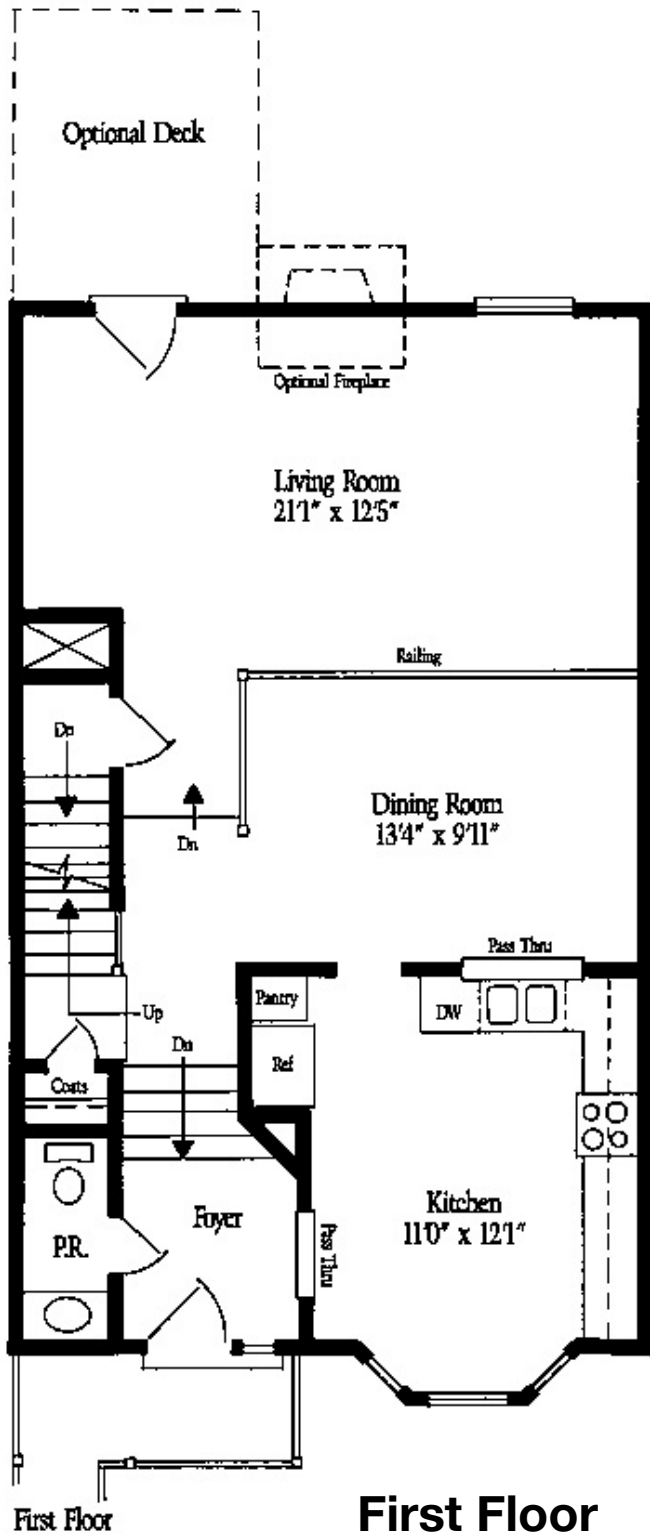 Optional Deck
Optional Fireplace
Living Room
21'1" x 12'5"
Railing
Dn
Dn
Dining Room
13'4" x 9'11"
Pass Thru
Pantry
DW
Up
Dn
Ref
Coats
Kitchen
11'0" x 12'1"
Foyer
P.R.
Pass Thru
First Floor
First Floor